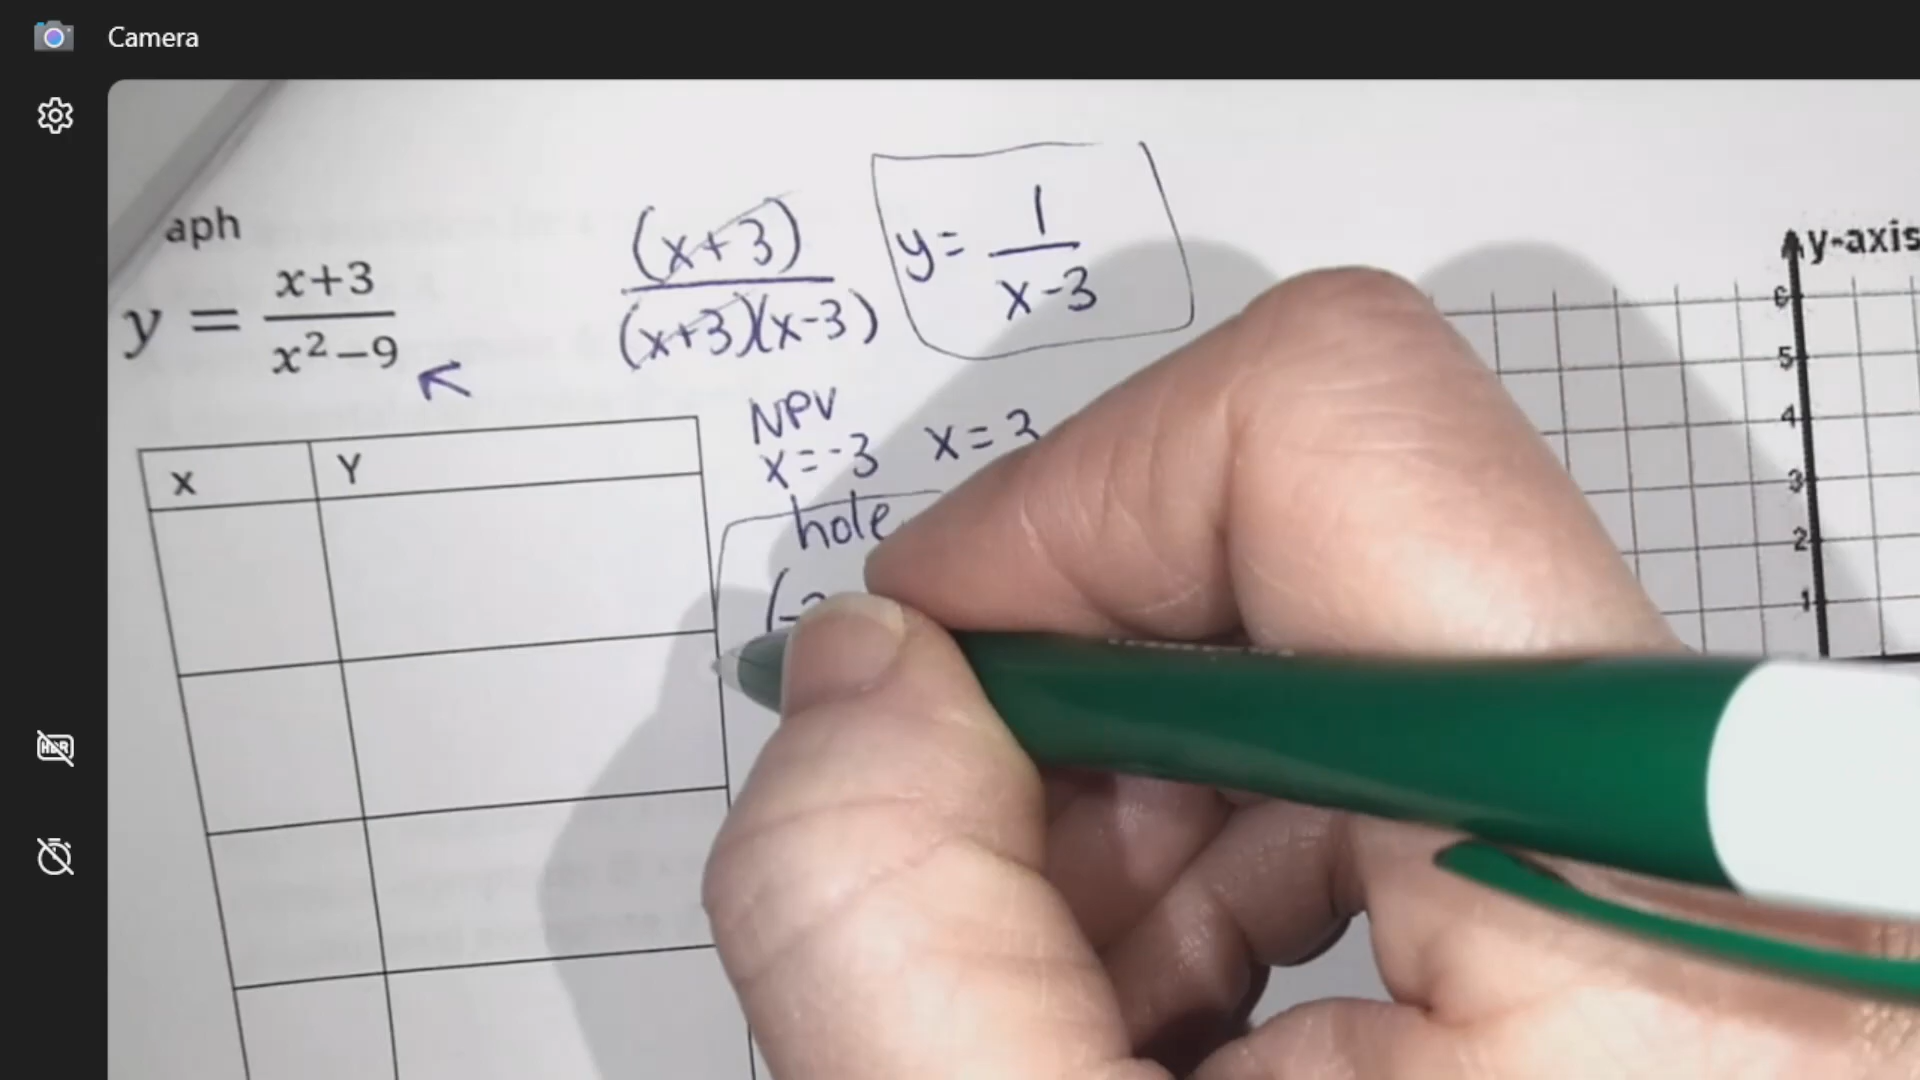 Camera
aph
y = x+3 / x²−9
(x+3) / (x+3)(x-3)
y = 1 / x-3
NPV
x=-3 x=3
hole
x Y
y-axis
6
5
4
3
2
1